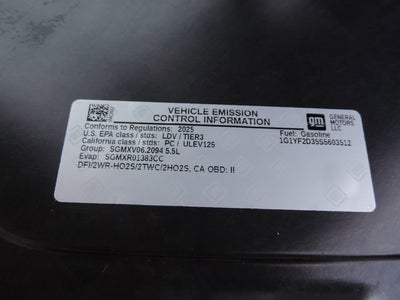 VEHICLE EMISSION
CONTROL INFORMATION
gm
GENERAL
MOTORS
LLC
Conforms to Regulations: 2025
U.S. EPA class / stds: LDV / TIER3
California class / stds: PC / ULEV125
Group: SGMXV06.2094 5.5L
Evap: SGMXR01383CC
DFI/2WR-HO2S/2TWC/2HO2S, CA OBD: II
Fuel: Gasoline
1G1YF2D35S5603512